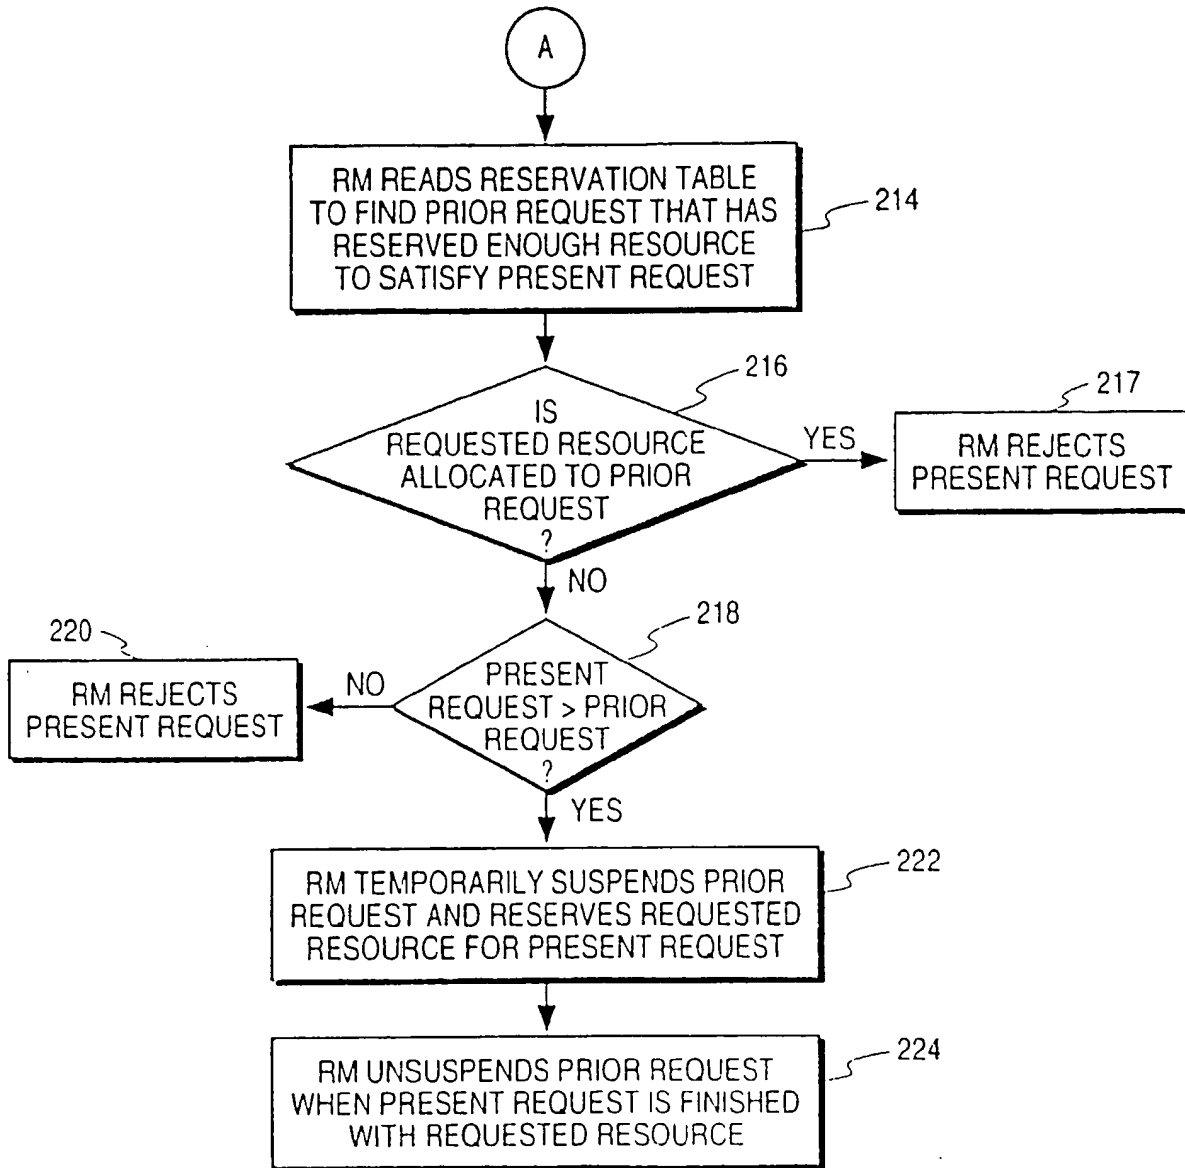 A
RM READS RESERVATION TABLE
TO FIND PRIOR REQUEST THAT HAS
RESERVED ENOUGH RESOURCE
TO SATISFY PRESENT REQUEST
214
216
IS
REQUESTED RESOURCE
ALLOCATED TO PRIOR
REQUEST
?
YES
217
RM REJECTS
PRESENT REQUEST
NO
218
PRESENT
REQUEST > PRIOR
REQUEST
?
NO
220
RM REJECTS
PRESENT REQUEST
YES
222
RM TEMPORARILY SUSPENDS PRIOR
REQUEST AND RESERVES REQUESTED
RESOURCE FOR PRESENT REQUEST
224
RM UNSUSPENDS PRIOR REQUEST
WHEN PRESENT REQUEST IS FINISHED
WITH REQUESTED RESOURCE